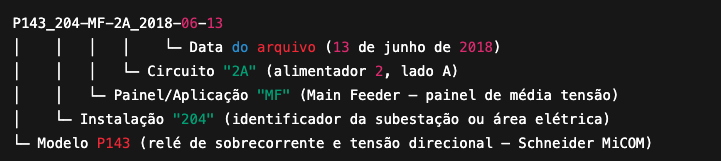 P143_204-MF-2A_2018-06-13
│ │ │ │ └─ Data do arquivo (13 de junho de 2018)
│ │ │ └─ Circuito "2A" (alimentador 2, lado A)
│ │ └─ Painel/Aplicação "MF" (Main Feeder – painel de média tensão)
│ └─ Instalação "204" (identificador da subestação ou área elétrica)
└─ Modelo P143 (relé de sobrecorrente e tensão direcional – Schneider MiCOM)